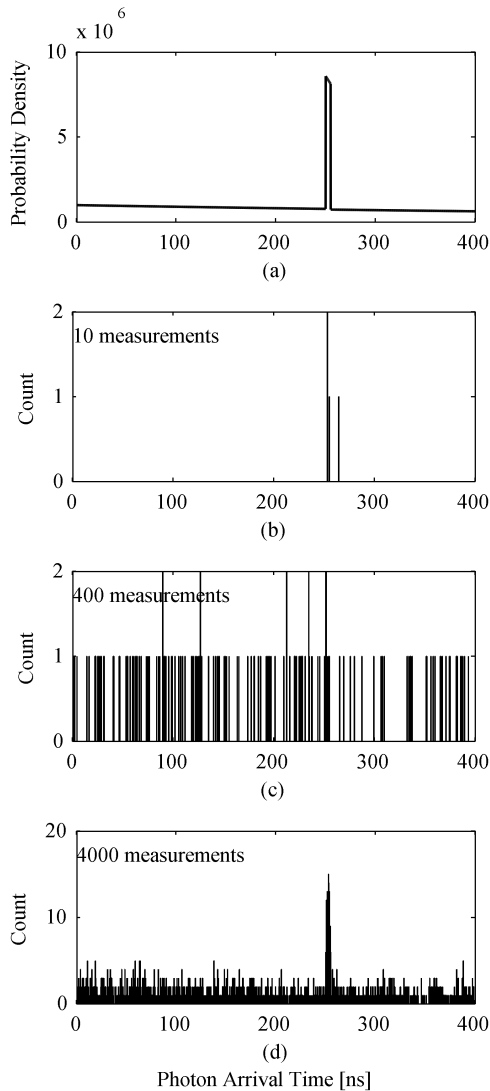 x 10 6
10
5
0
Probability Density
0 100 200 300 400
(a)
2
10 measurements
1
0
Count
0 100 200 300 400
(b)
2
400 measurements
1
0
Count
0 100 200 300 400
(c)
20
4000 measurements
10
0
Count
0 100 200 300 400
(d)
Photon Arrival Time [ns]